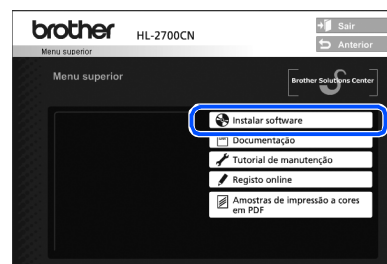 brother
HL-2700CN
Sair
Anterior
Menu superior
Menu superior
Brother Solutions Center
Instalar software
Documentação
Tutorial de manutenção
Registo online
Amostras de impressão a cores
em PDF